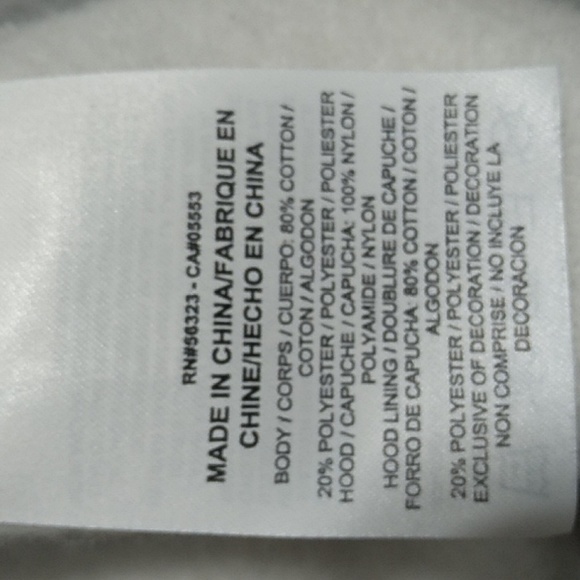 RN#56323 - CA#05553
MADE IN CHINA/FABRIQUE EN
CHINE/HECHO EN CHINA
BODY / CORPS / CUERPO: 80% COTTON /
COTON / ALGODON
20% POLYESTER / POLYESTER / POLIESTER
HOOD / CAPUCHE / CAPUCHA: 100% NYLON /
POLYAMIDE / NYLON
HOOD LINING / DOUBLURE DE CAPUCHE /
FORRO DE CAPUCHA: 80% COTTON / COTON /
ALGODON
20% POLYESTER / POLYESTER / POLIESTER
EXCLUSIVE OF DECORATION / DECORATION
NON COMPRISE / NO INCLUYE LA
DECORACION